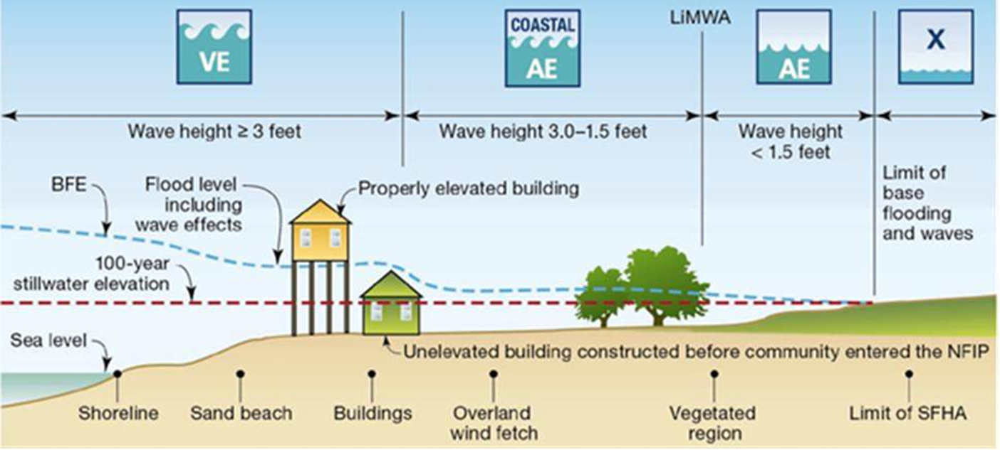 VE
COASTAL
AE
LiMWA
AE
X
Wave height ≥ 3 feet
Wave height 3.0–1.5 feet
Wave height
< 1.5 feet
BFE
Flood level
including
wave effects
Properly elevated building
Limit of
base
flooding
and waves
100-year
stillwater elevation
Sea level
Unelevated building constructed before community entered the NFIP
Shoreline
Sand beach
Buildings
Overland
wind fetch
Vegetated
region
Limit of SFHA